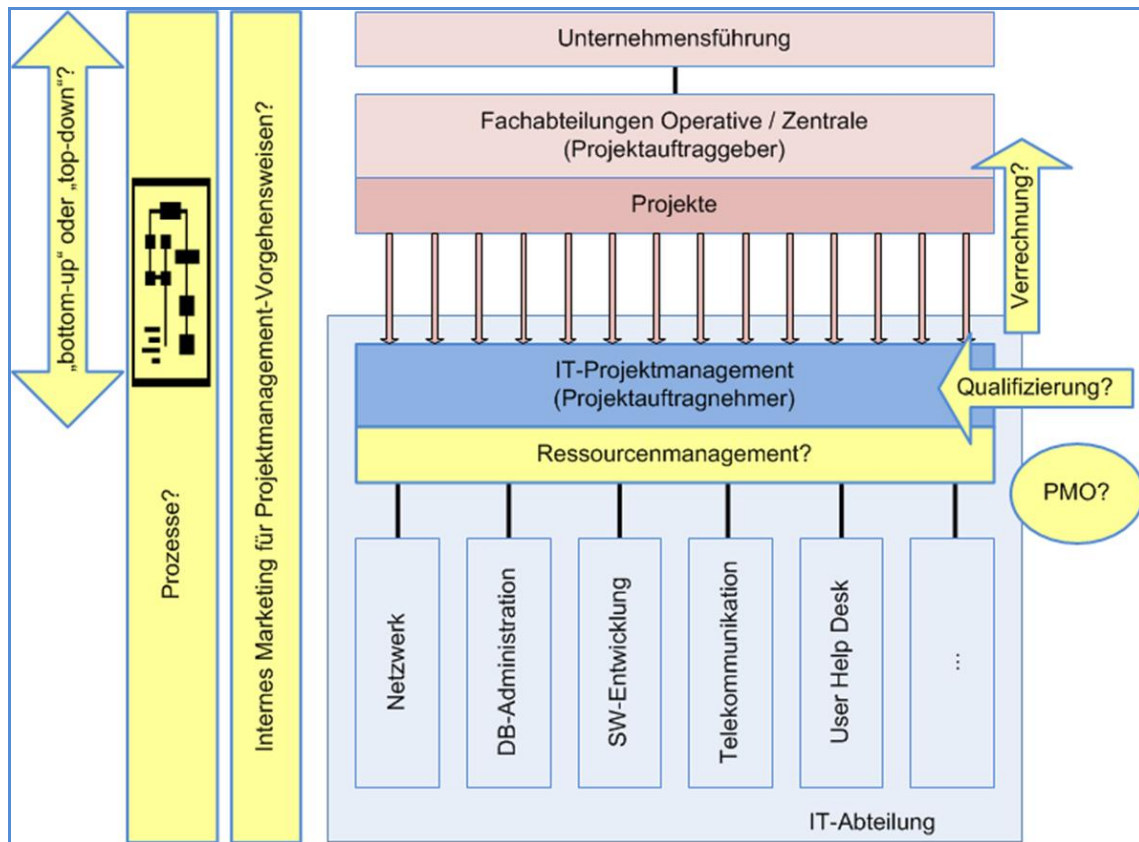 „bottom-up“ oder „top-down“?
Prozesse?
Internes Marketing für Projektmanagement-Vorgehensweisen?
Unternehmensführung
Fachabteilungen Operative / Zentrale
(Projektauftraggeber)
Projekte
Verrechnung?
IT-Projektmanagement
(Projektauftragnehmer)
Qualifizierung?
Ressourcenmanagement?
PMO?
Netzwerk
DB-Administration
SW-Entwicklung
Telekommunikation
User Help Desk
...
IT-Abteilung